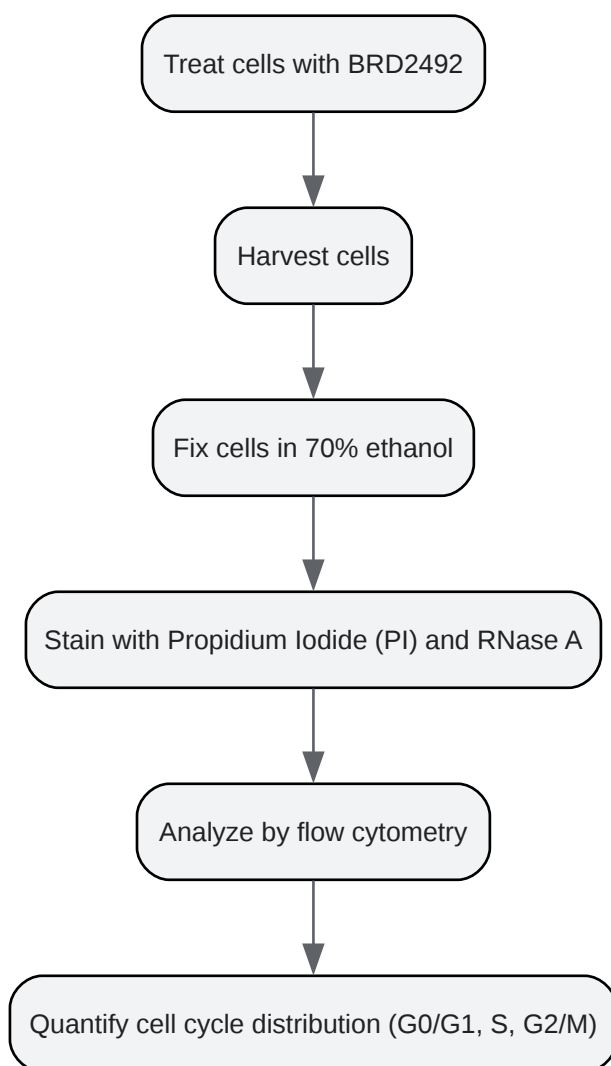 Treat cells with BRD2492
Harvest cells
Fix cells in 70% ethanol
Stain with Propidium Iodide (PI) and RNase A
Analyze by flow cytometry
Quantify cell cycle distribution (G0/G1, S, G2/M)